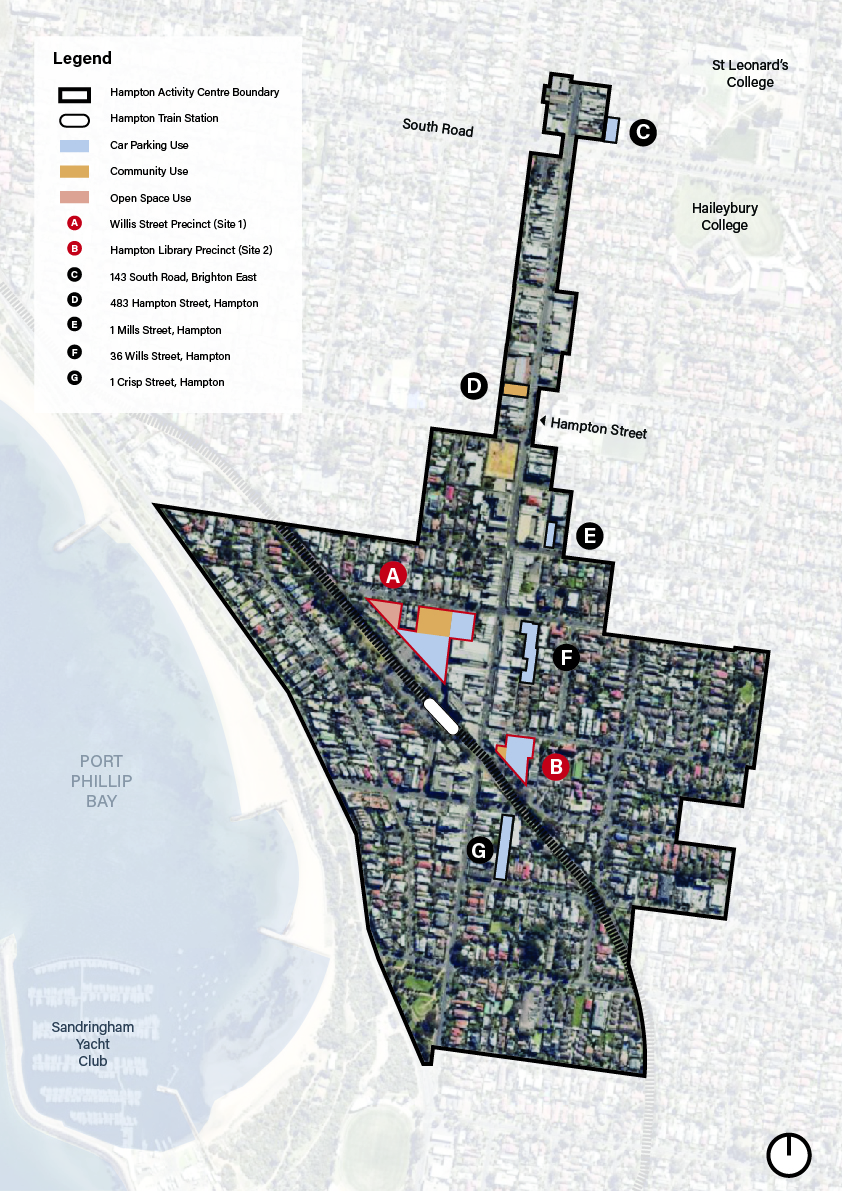 Legend
Hampton Activity Centre Boundary
Hampton Train Station
Car Parking Use
Community Use
Open Space Use
A Willis Street Precinct (Site 1)
B Hampton Library Precinct (Site 2)
C 143 South Road, Brighton East
D 483 Hampton Street, Hampton
E 1 Mills Street, Hampton
F 36 Wills Street, Hampton
G 1 Crisp Street, Hampton
St Leonard's
College
South Road
C
Haileybury
College
D
Hampton Street
E
A
F
B
PORT
PHILLIP
BAY
G
Sandringham
Yacht
Club